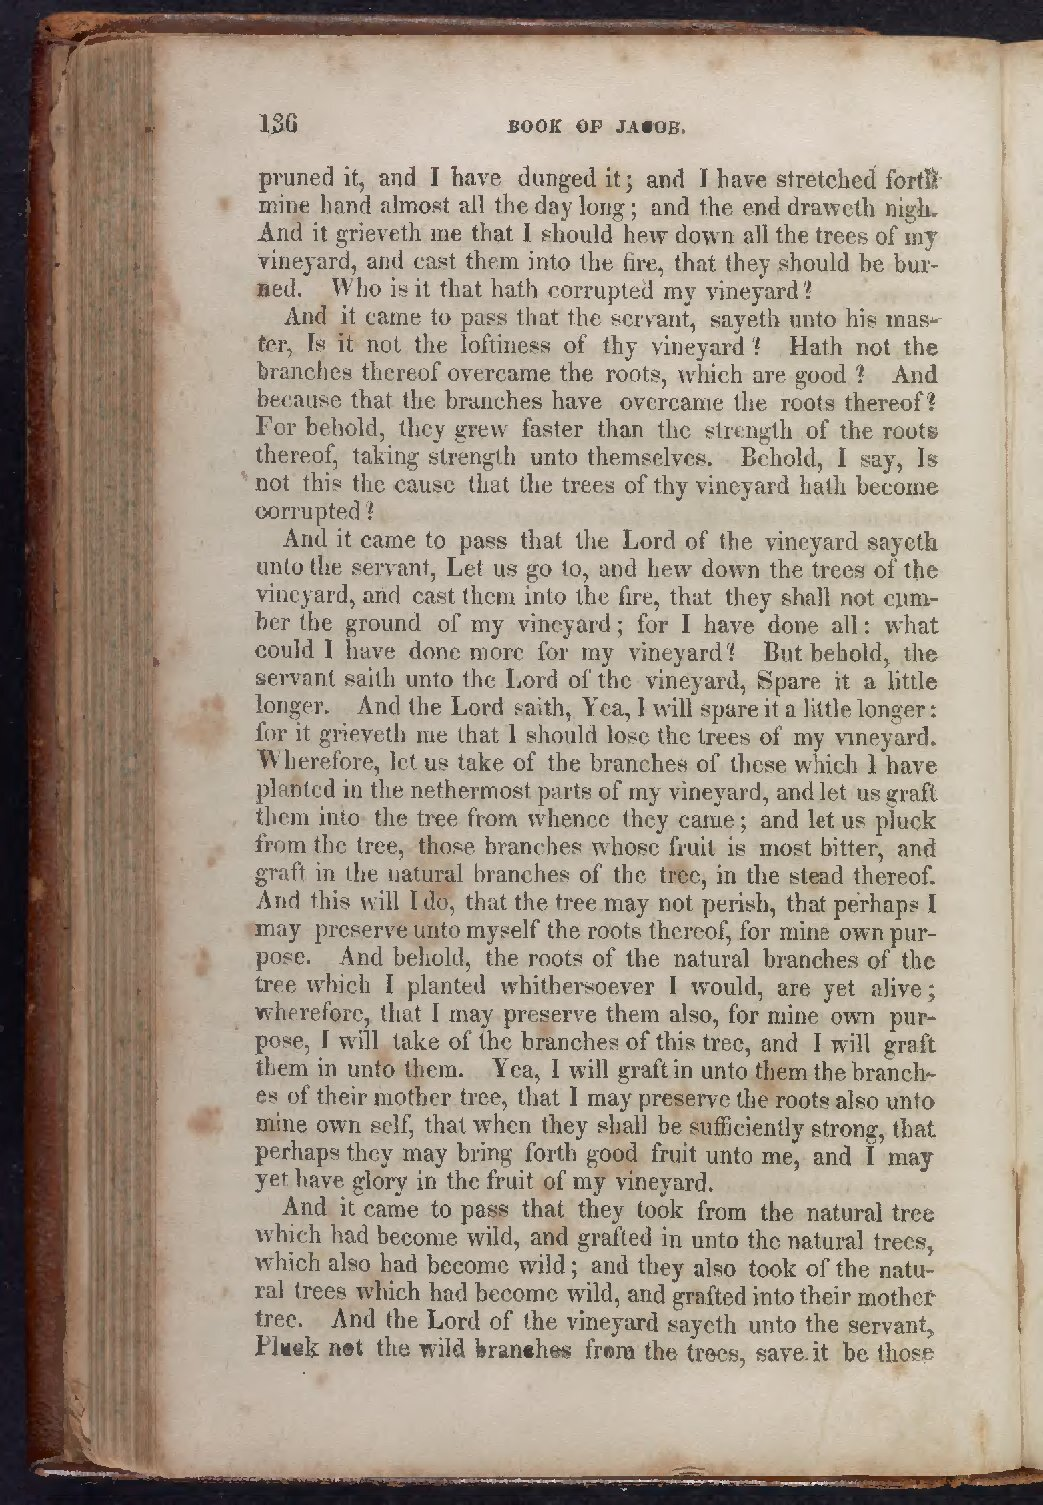 136 BOOK OF JACOB.
pruned it, and I have dunged it; and I have stretched forth
mine hand almost all the day long; and the end draweth nigh.
And it grieveth me that I should hew down all the trees of my
vineyard, and cast them into the fire, that they should be bur-
ned. Who is it that hath corrupted my vineyard?
And it came to pass that the servant, sayeth unto his mas-
ter, Is it not the loftiness of thy vineyard? Hath not the
branches thereof overcame the roots, which are good? And
because that the branches have overcame the roots thereof?
For behold, they grew faster than the strength of the roots
thereof, taking strength unto themselves. Behold, I say, Is
not this the cause that the trees of thy vineyard hath become
corrupted?
And it came to pass that the Lord of the vineyard sayeth
unto the servant, Let us go to, and hew down the trees of the
vineyard, and cast them into the fire, that they shall not cum-
ber the ground of my vineyard; for I have done all: what
could I have done more for my vineyard? But behold, the
servant saith unto the Lord of the vineyard, Spare it a little
longer. And the Lord saith, Yea, I will spare it a little longer:
for it grieveth me that I should lose the trees of my vineyard.
Wherefore, let us take of the branches of these which I have
planted in the nethermost parts of my vineyard, and let us graft
them into the tree from whence they came; and let us pluck
from the tree, those branches whose fruit is most bitter, and
graft in the natural branches of the tree, in the stead thereof.
And this will I do, that the tree may not perish, that perhaps I
may preserve unto myself the roots thereof, for mine own pur-
pose. And behold, the roots of the natural branches of the
tree which I planted whithersoever I would, are yet alive;
wherefore, that I may preserve them also, for mine own pur-
pose, I will take of the branches of this tree, and I will graft
them in unto them. Yea, I will graft in unto them the branch-
es of their mother tree, that I may preserve the roots also unto
mine own self, that when they shall be sufficiently strong, that
perhaps they may bring forth good fruit unto me, and I may
yet have glory in the fruit of my vineyard.
And it came to pass that they took from the natural tree
which had become wild, and grafted in unto the natural trees,
which also had become wild; and they also took of the natu-
ral trees which had become wild, and grafted into their mother
tree. And the Lord of the vineyard sayeth unto the servant,
Pluck not the wild branches from the trees, save it be those